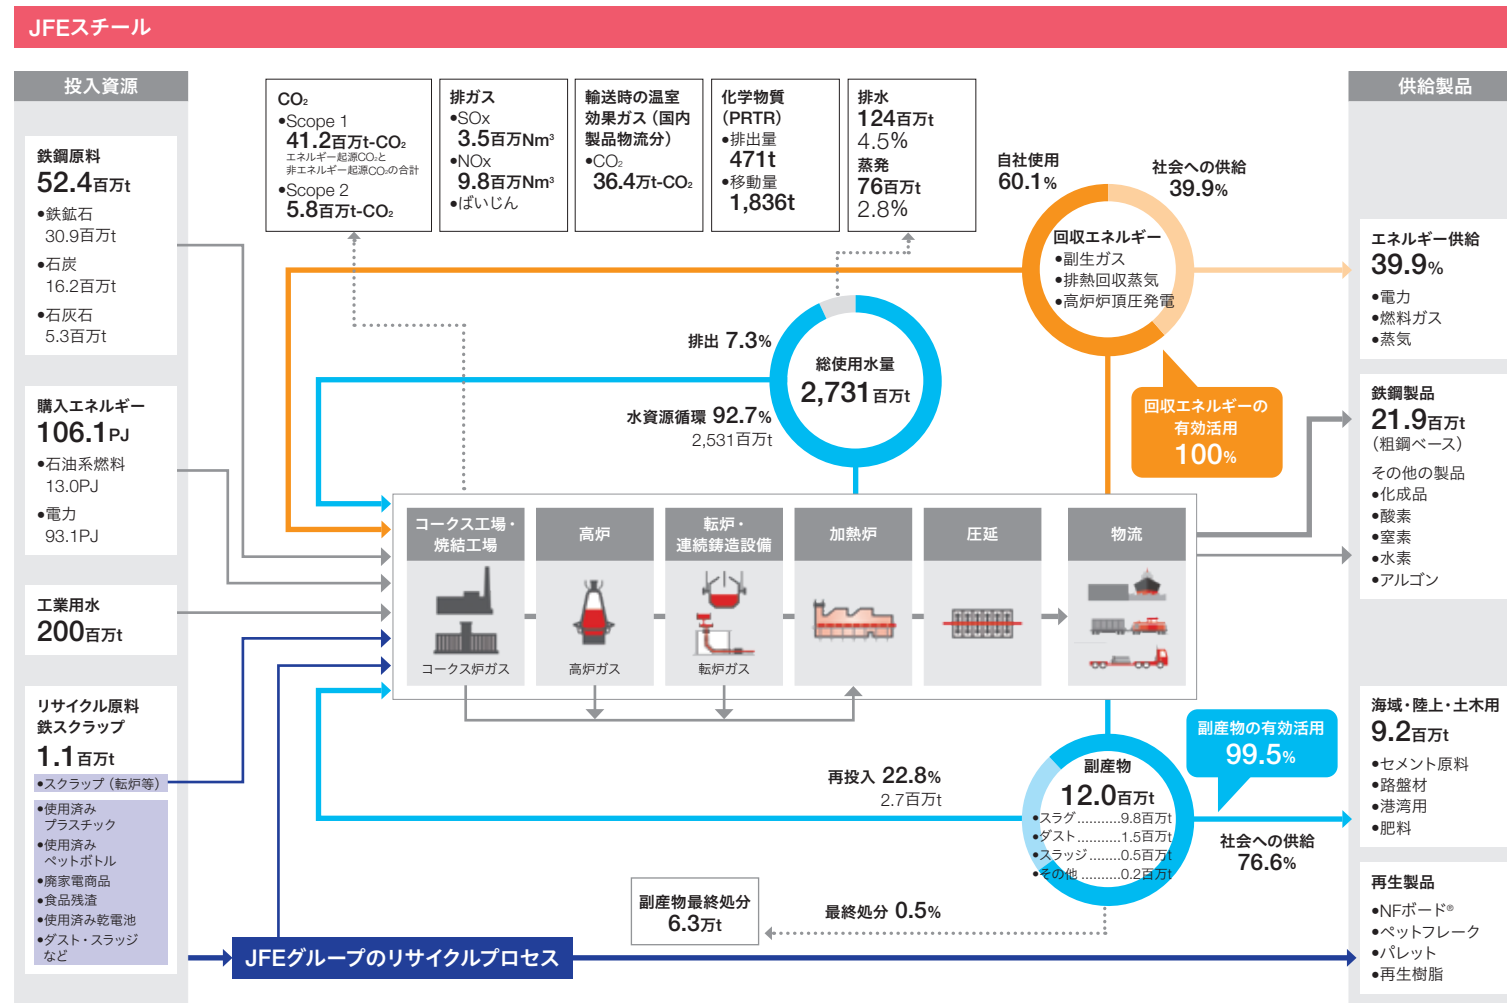 JFEスチール
投入資源
鉄鋼原料
52.4百万t
•鉄鉱石
30.9百万t
•石炭
16.2百万t
•石灰石
5.3百万t
購入エネルギー
106.1PJ
•石油系燃料
13.0PJ
•電力
93.1PJ
工業用水
200百万t
リサイクル原料
鉄スクラップ
1.1百万t
•スクラップ（転炉等）
•使用済み
プラスチック
•使用済み
ペットボトル
•廃家電商品
•食品残渣
•使用済み乾電池
•ダスト・スラッジ
など
CO₂
•Scope 1
41.2百万t-CO₂
エネルギー起源CO₂と
非エネルギー起源CO₂の合計
•Scope 2
5.8百万t-CO₂
排ガス
•SOx
3.5百万Nm³
•NOx
9.8百万Nm³
•ばいじん
輸送時の温室
効果ガス（国内
製品物流分）
•CO₂
36.4万t-CO₂
化学物質
（PRTR）
•排出量
471t
•移動量
1,836t
排水
124百万t
4.5%
蒸発
76百万t
2.8%
自社使用
60.1%
社会への供給
39.9%
回収エネルギー
•副生ガス
•排熱回収蒸気
•高炉炉頂圧発電
回収エネルギーの
有効活用
100%
排出 7.3%
総使用水量
2,731百万t
水資源循環 92.7%
2,531百万t
コークス工場・
焼結工場
コークス炉ガス
高炉
高炉ガス
転炉・
連続鋳造設備
転炉ガス
加熱炉
圧延
物流
再投入 22.8%
2.7百万t
副産物
12.0百万t
•スラグ..........9.8百万t
•ダスト..........1.5百万t
•スラッジ.......0.5百万t
•その他.........0.2百万t
副産物の有効活用
99.5%
社会への供給
76.6%
副産物最終処分
6.3万t
最終処分 0.5%
JFEグループのリサイクルプロセス
供給製品
エネルギー供給
39.9%
•電力
•燃料ガス
•蒸気
鉄鋼製品
21.9百万t
（粗鋼ベース）
その他の製品
•化成品
•酸素
•窒素
•水素
•アルゴン
海域・陸上・土木用
9.2百万t
•セメント原料
•路盤材
•港湾用
•肥料
再生製品
•NFボード®
•ペットフレーク
•パレット
•再生樹脂